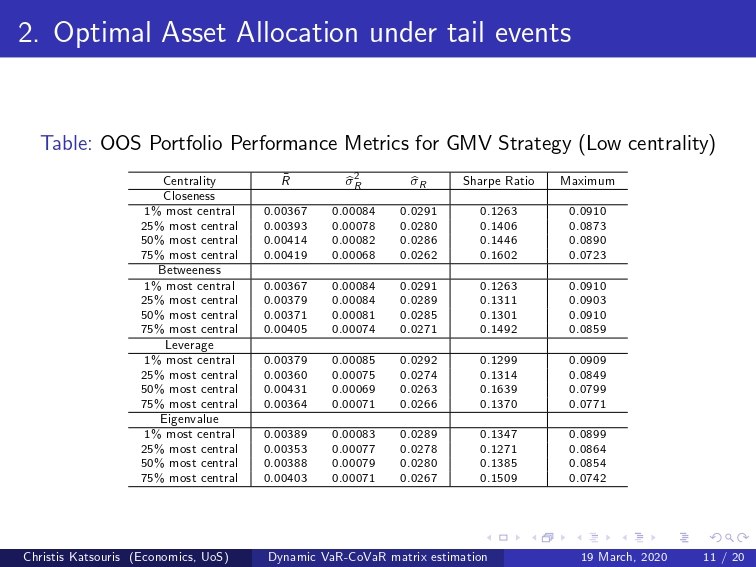 2. Optimal Asset Allocation under tail events
Table: OOS Portfolio Performance Metrics for GMV Strategy (Low centrality)
Centrality R̄ σ̂²_R σ̂_R Sharpe Ratio Maximum
Closeness
1% most central 0.00367 0.00084 0.0291 0.1263 0.0910
25% most central 0.00393 0.00078 0.0280 0.1406 0.0873
50% most central 0.00414 0.00082 0.0286 0.1446 0.0890
75% most central 0.00419 0.00068 0.0262 0.1602 0.0723
Betweeness
1% most central 0.00367 0.00084 0.0291 0.1263 0.0910
25% most central 0.00379 0.00084 0.0289 0.1311 0.0903
50% most central 0.00371 0.00081 0.0285 0.1301 0.0910
75% most central 0.00405 0.00074 0.0271 0.1492 0.0859
Leverage
1% most central 0.00379 0.00085 0.0292 0.1299 0.0909
25% most central 0.00360 0.00075 0.0274 0.1314 0.0849
50% most central 0.00431 0.00069 0.0263 0.1639 0.0799
75% most central 0.00364 0.00071 0.0266 0.1370 0.0771
Eigenvalue
1% most central 0.00389 0.00083 0.0289 0.1347 0.0899
25% most central 0.00353 0.00077 0.0278 0.1271 0.0864
50% most central 0.00388 0.00079 0.0280 0.1385 0.0854
75% most central 0.00403 0.00071 0.0267 0.1509 0.0742
Christis Katsouris (Economics, UoS) Dynamic VaR-CoVaR matrix estimation 19 March, 2020 11 / 20